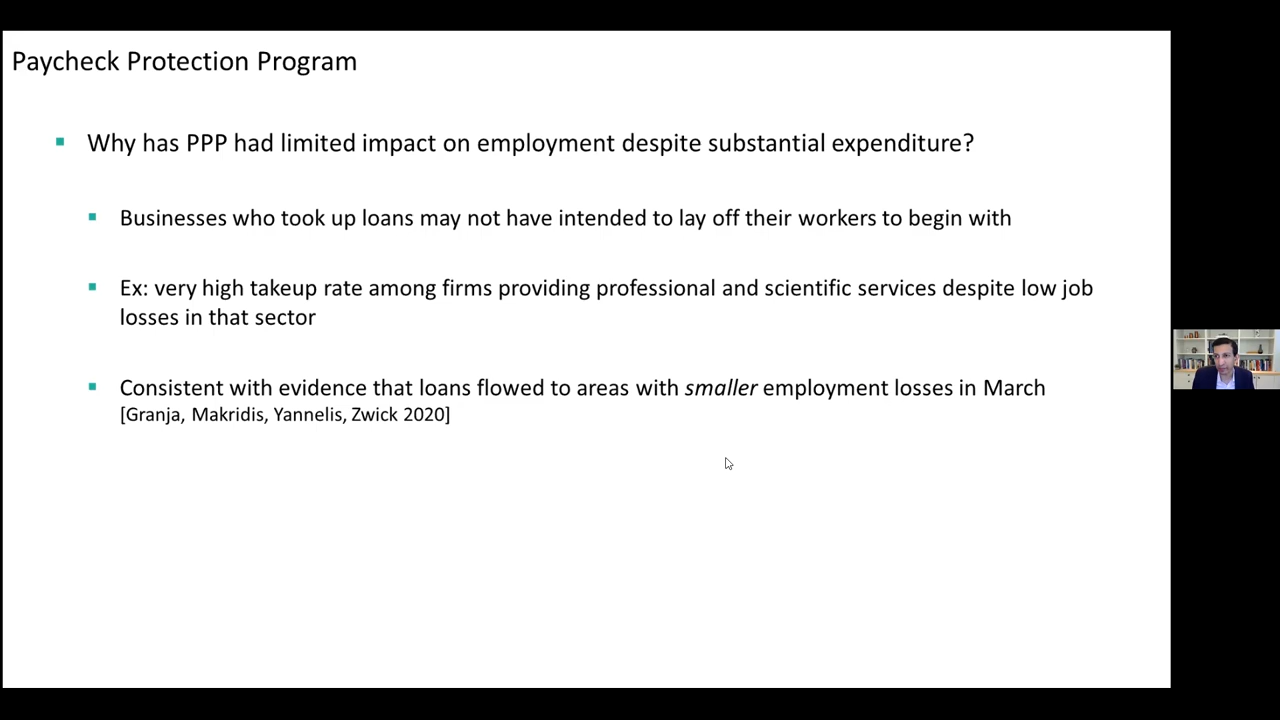 Paycheck Protection Program
Why has PPP had limited impact on employment despite substantial expenditure?
Businesses who took up loans may not have intended to lay off their workers to begin with
Ex: very high takeup rate among firms providing professional and scientific services despite low job
losses in that sector
Consistent with evidence that loans flowed to areas with smaller employment losses in March
[Granja, Makridis, Yannelis, Zwick 2020]